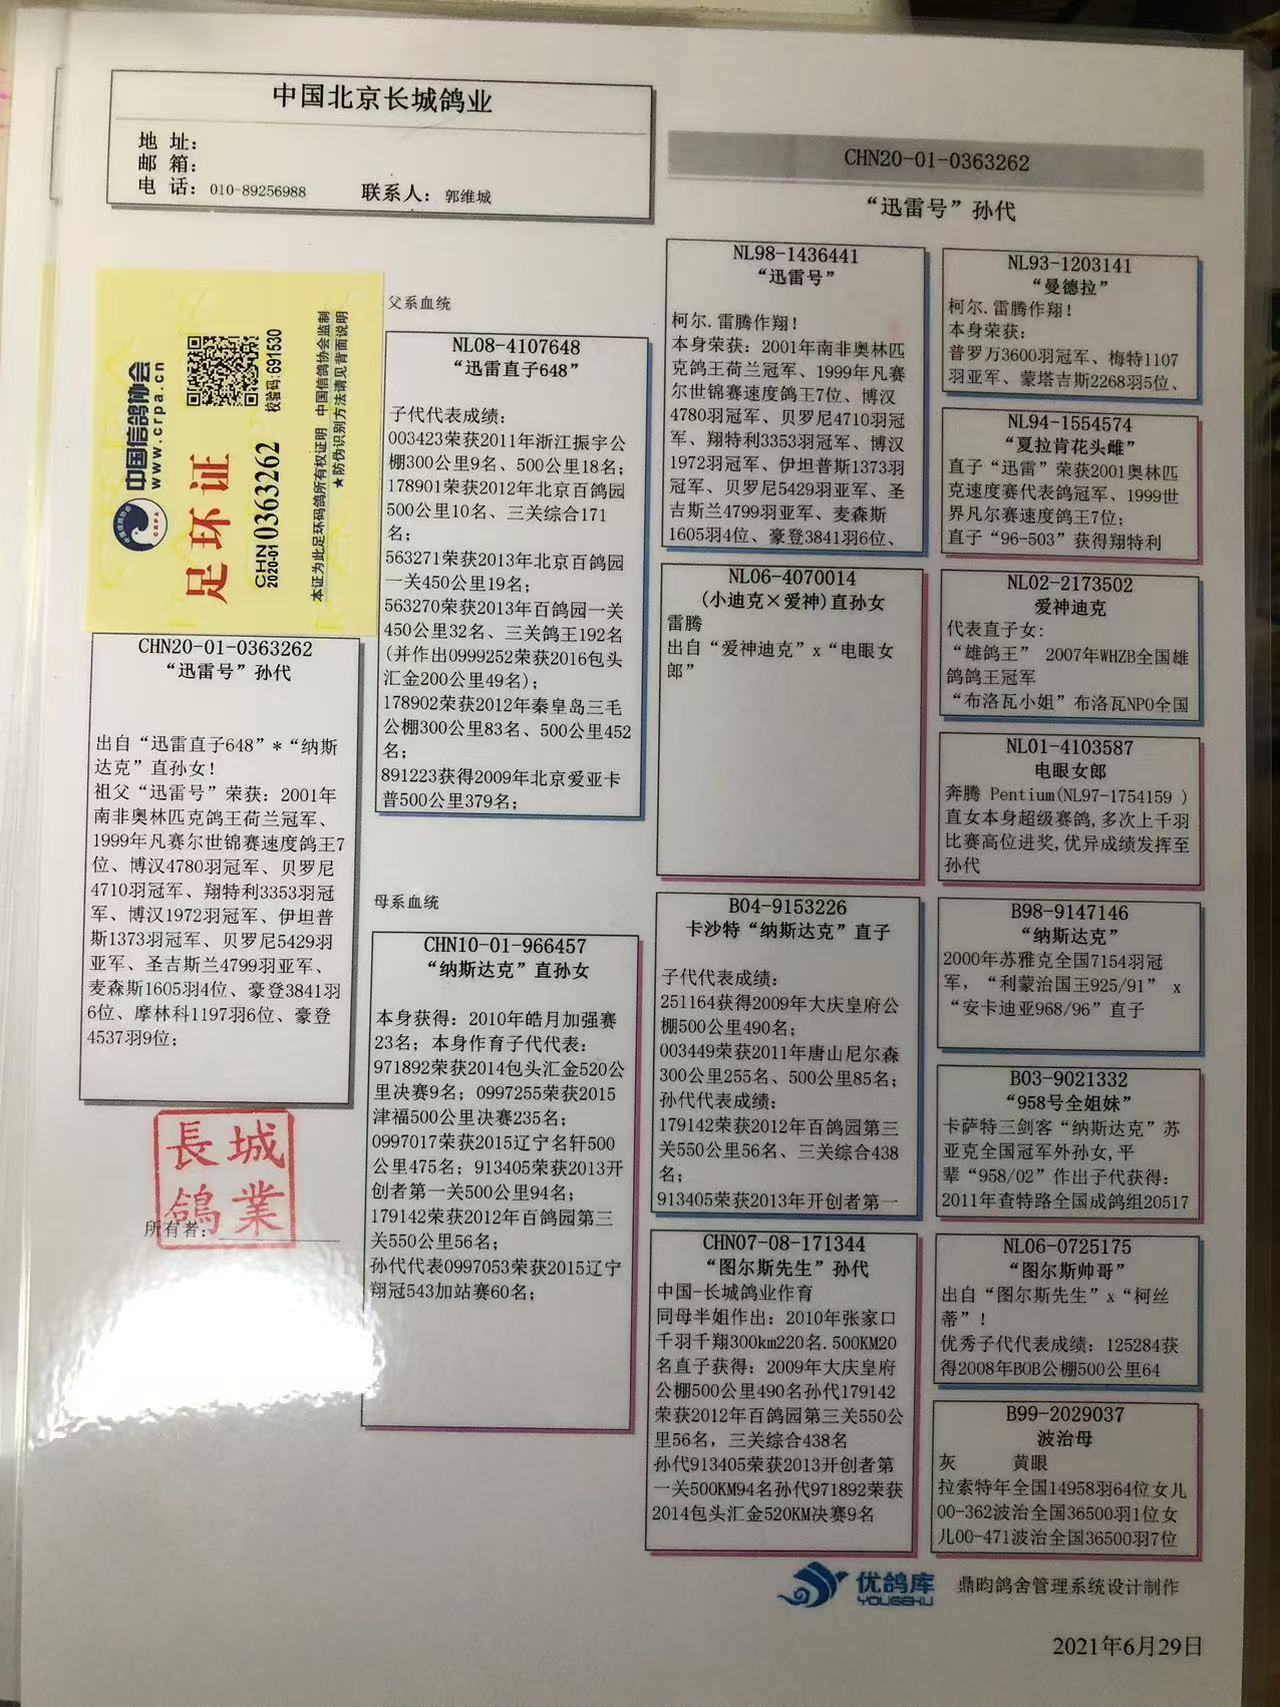 中国北京长城鸽业
地 址：
邮 箱：
电 话：010-89256988 联系人：郭维城
CHN20-01-0363262
“迅雷号”孙代
中国信鸽协会
www.crpa.cn
CRPA
足环证
CHN
2020-01 0363262
校验码:691530
本证为此足环码鸽所有权证明 中国信鸽协会监制
★防伪识别方法请见背面说明
CHN20-01-0363262
“迅雷号”孙代
出自“迅雷直子648”*“纳斯
达克”直孙女!
祖父“迅雷号”荣获：2001年
南非奥林匹克鸽王荷兰冠军、
1999年凡赛尔世锦赛速度鸽王7
位、博汉4780羽冠军、贝罗尼
4710羽冠军、翔特利3353羽冠
军、博汉1972羽冠军、伊坦普
斯1373羽冠军、贝罗尼5429羽
亚军、圣吉斯兰4799羽亚军、
麦森斯1605羽4位、豪登3841羽
6位、摩林科1197羽6位、豪登
4537羽9位；
長城
鴿業
所有者：
父系血统
NL08-4107648
“迅雷直子648”
子代代表成绩：
003423荣获2011年浙江振宇公
棚300公里9名、500公里18名；
178901荣获2012年北京百鸽园
500公里10名、三关综合171
名；
563271荣获2013年北京百鸽园
一关450公里19名；
563270荣获2013年百鸽园一关
450公里32名、三关鸽王192名
(并作出0999252荣获2016包头
汇金200公里49名)；
178902荣获2012年秦皇岛三毛
公棚300公里83名、500公里452
名；
891223获得2009年北京爱亚卡
普500公里379名；
母系血统
CHN10-01-966457
“纳斯达克”直孙女
本身获得：2010年皓月加强赛
23名；本身作育子代代表：
971892荣获2014包头汇金520公
里决赛9名；0997255荣获2015
津福500公里决赛235名；
0997017荣获2015辽宁名轩500
公里475名；913405荣获2013开
创者第一关500公里94名；
179142荣获2012年百鸽园第三
关550公里56名；
孙代代表0997053荣获2015辽宁
翔冠543加站赛60名；
NL98-1436441
“迅雷号”
柯尔.雷腾作翔!
本身荣获：2001年南非奥林匹
克鸽王荷兰冠军、1999年凡赛
尔世锦赛速度鸽王7位、博汉
4780羽冠军、贝罗尼4710羽冠
军、翔特利3353羽冠军、博汉
1972羽冠军、伊坦普斯1373羽
冠军、贝罗尼5429羽亚军、圣
吉斯兰4799羽亚军、麦森斯
1605羽4位、豪登3841羽6位、
NL06-4070014
(小迪克×爱神)直孙女
雷腾
出自“爱神迪克”x“电眼女
郎”
B04-9153226
卡沙特“纳斯达克”直子
子代代表成绩：
251164获得2009年大庆皇府公
棚500公里490名；
003449荣获2011年唐山尼尔森
300公里255名、500公里85名；
孙代代表成绩：
179142荣获2012年百鸽园第三
关550公里56名、三关综合438
名；
913405荣获2013年开创者第一
CHN07-08-171344
“图尔斯先生”孙代
中国-长城鸽业作育
同母半姐作出：2010年张家口
千羽千翔300km220名.500KM20
名直子获得：2009年大庆皇府
公棚500公里490名孙代179142
荣获2012年百鸽园第三关550公
里56名，三关综合438名
孙代913405荣获2013开创者第
一关500KM94名孙代971892荣获
2014包头汇金520KM决赛9名
NL93-1203141
“曼德拉”
柯尔.雷腾作翔!
本身荣获：
普罗万3600羽冠军、梅特1107
羽亚军、蒙塔吉斯2268羽5位、
NL94-1554574
“夏拉肯花头雌”
直子“迅雷”荣获2001奥林匹
克速度赛代表鸽冠军、1999世
界凡尔赛速度鸽王7位；
直子“96-503”获得翔特利
NL02-2173502
爱神迪克
代表直子女：
“雄鸽王” 2007年WHZB全国雄
鸽鸽王冠军
“布洛瓦小姐”布洛瓦NPO全国
NL01-4103587
电眼女郎
奔腾 Pentium(NL97-1754159 )
直女本身超级赛鸽,多次上千羽
比赛高位进奖,优异成绩发挥至
孙代
B98-9147146
“纳斯达克”
2000年苏雅克全国7154羽冠
军，“利蒙治国王925/91” x
“安卡迪亚968/96”直子
B03-9021332
“958号全姐妹”
卡萨特三剑客“纳斯达克”苏
亚克全国冠军外孙女,平
辈“958/02”作出子代获得：
2011年查特路全国成鸽组20517
NL06-0725175
“图尔斯帅哥”
出自“图尔斯先生”x“柯丝
蒂”!
优秀子代代表成绩：125284获
得2008年BOB公棚500公里64
B99-2029037
波治母
灰 黄眼
拉索特年全国14958羽64位女儿
00-362波治全国36500羽1位女
儿00-471波治全国36500羽7位
优鸽库
YOUGEKU
鼎昀鸽舍管理系统设计制作
2021年6月29日